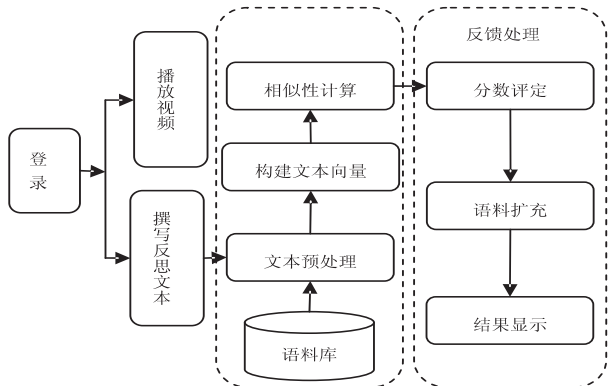 登录
播放视频
撰写反思文本
相似性计算
构建文本向量
文本预处理
语料库
反馈处理
分数评定
语料扩充
结果显示